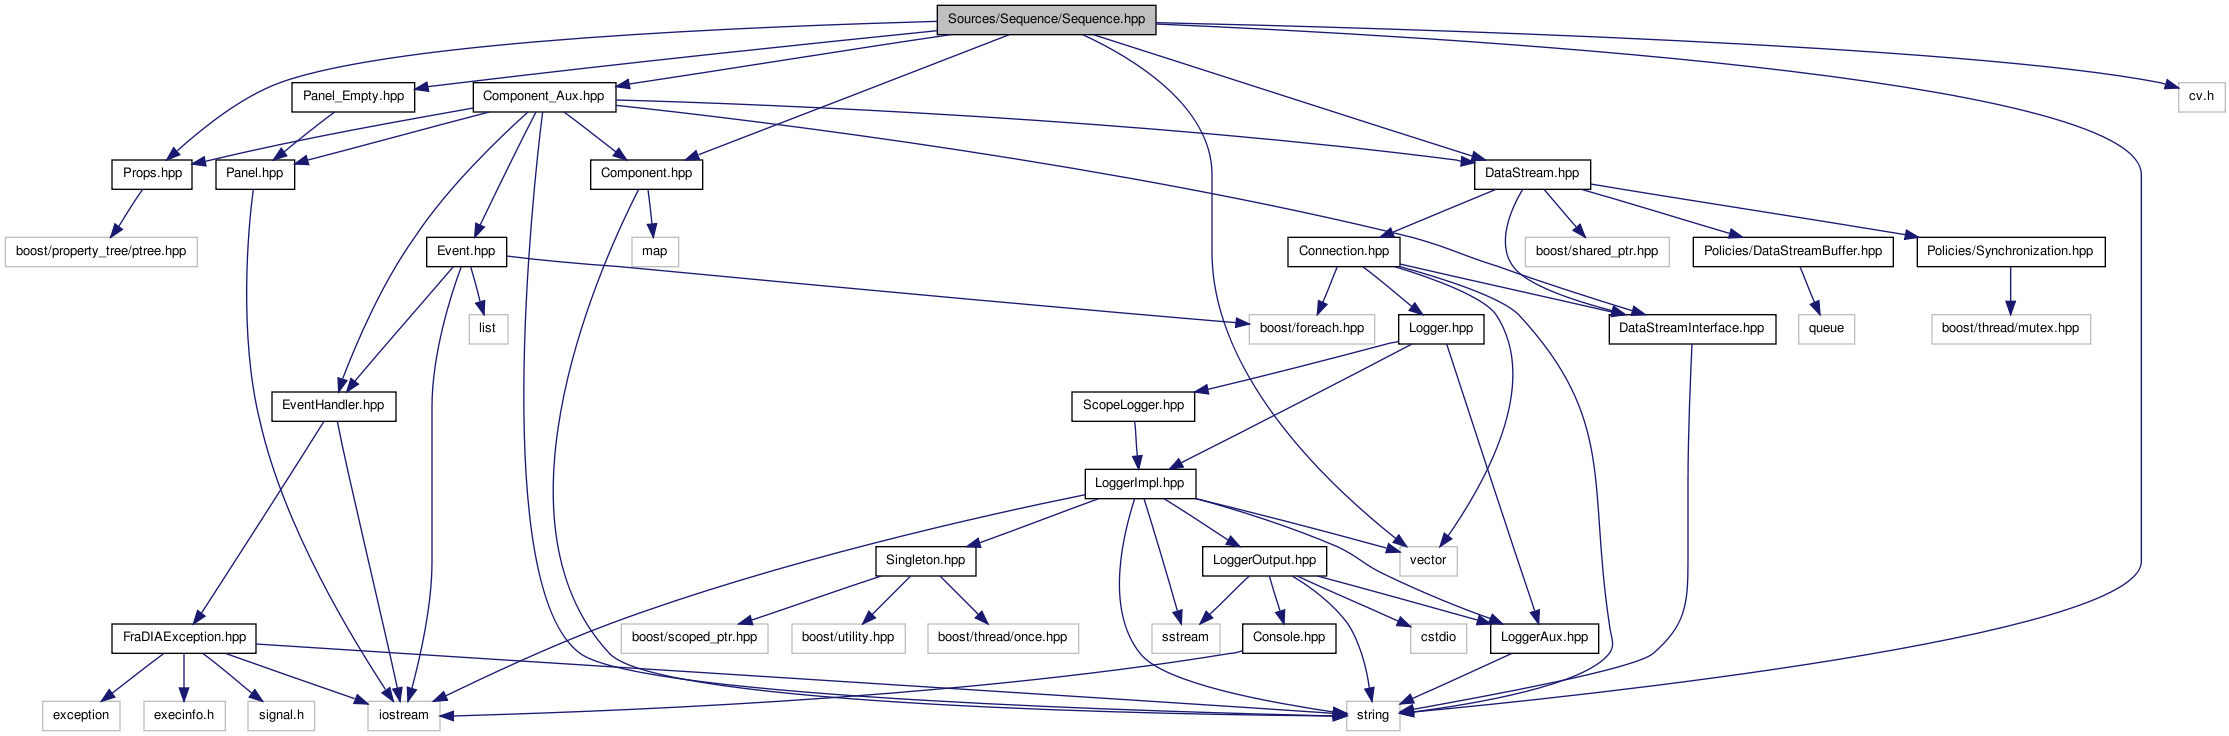 Sources/Sequence/Sequence.hpp
Panel_Empty.hpp
Component_Aux.hpp
cv.h
Props.hpp
Panel.hpp
Component.hpp
DataStream.hpp
boost/property_tree/ptree.hpp
Event.hpp
map
Connection.hpp
boost/shared_ptr.hpp
Policies/DataStreamBuffer.hpp
Policies/Synchronization.hpp
list
boost/foreach.hpp
Logger.hpp
DataStreamInterface.hpp
queue
boost/thread/mutex.hpp
EventHandler.hpp
ScopeLogger.hpp
LoggerImpl.hpp
Singleton.hpp
LoggerOutput.hpp
vector
FraDIAException.hpp
boost/scoped_ptr.hpp
boost/utility.hpp
boost/thread/once.hpp
sstream
Console.hpp
cstdio
LoggerAux.hpp
exception
execinfo.h
signal.h
iostream
string